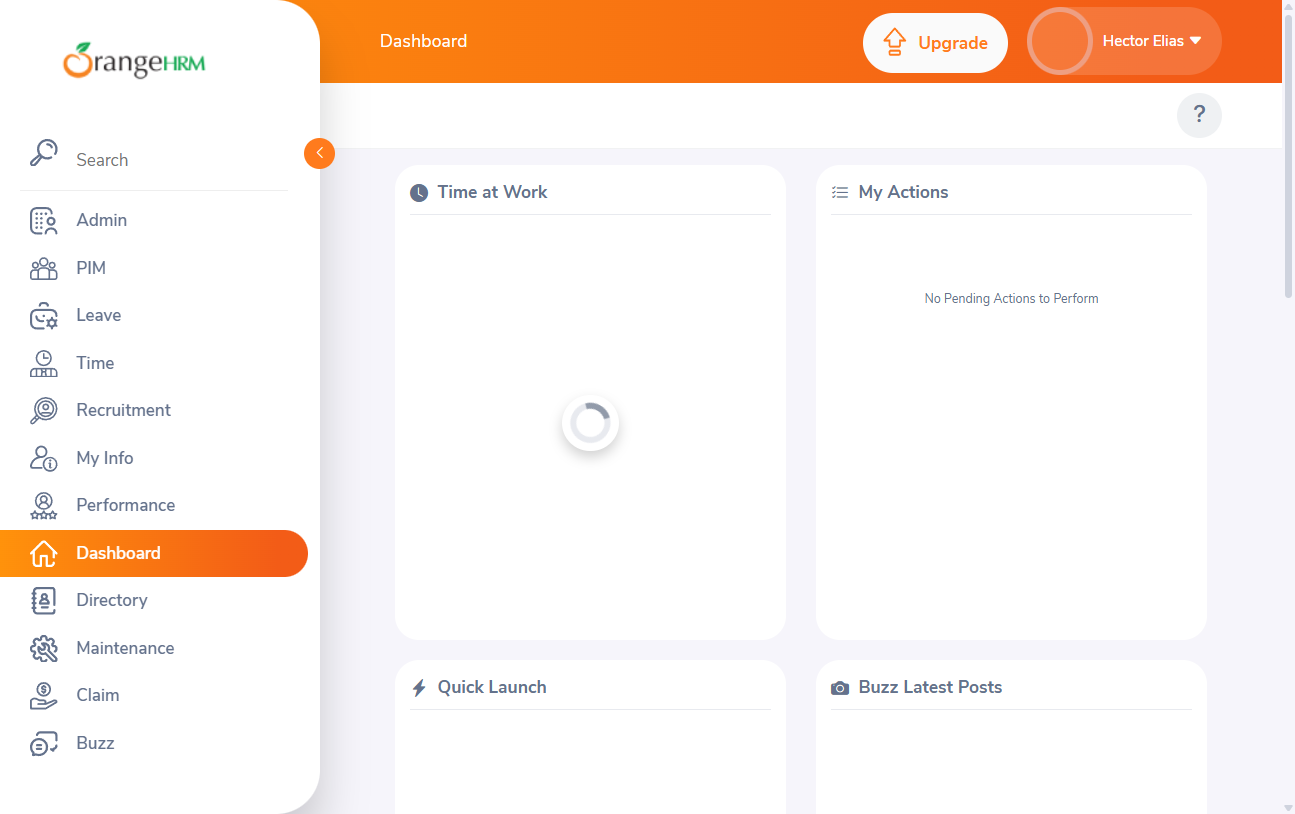 OrangeHRM
Dashboard
Upgrade
Hector Elias
?
Search
Admin
PIM
Leave
Time
Recruitment
My Info
Performance
Dashboard
Directory
Maintenance
Claim
Buzz
Time at Work
My Actions
No Pending Actions to Perform
Quick Launch
Buzz Latest Posts